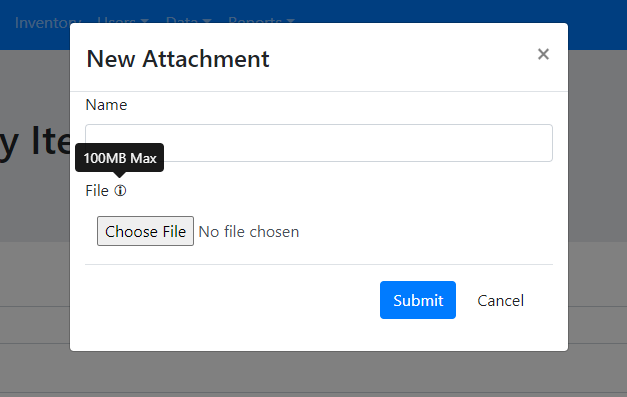 Inventory Users Data Reports
New Attachment ×
y Ite
Name
100MB Max
File
Choose File No file chosen
Submit Cancel